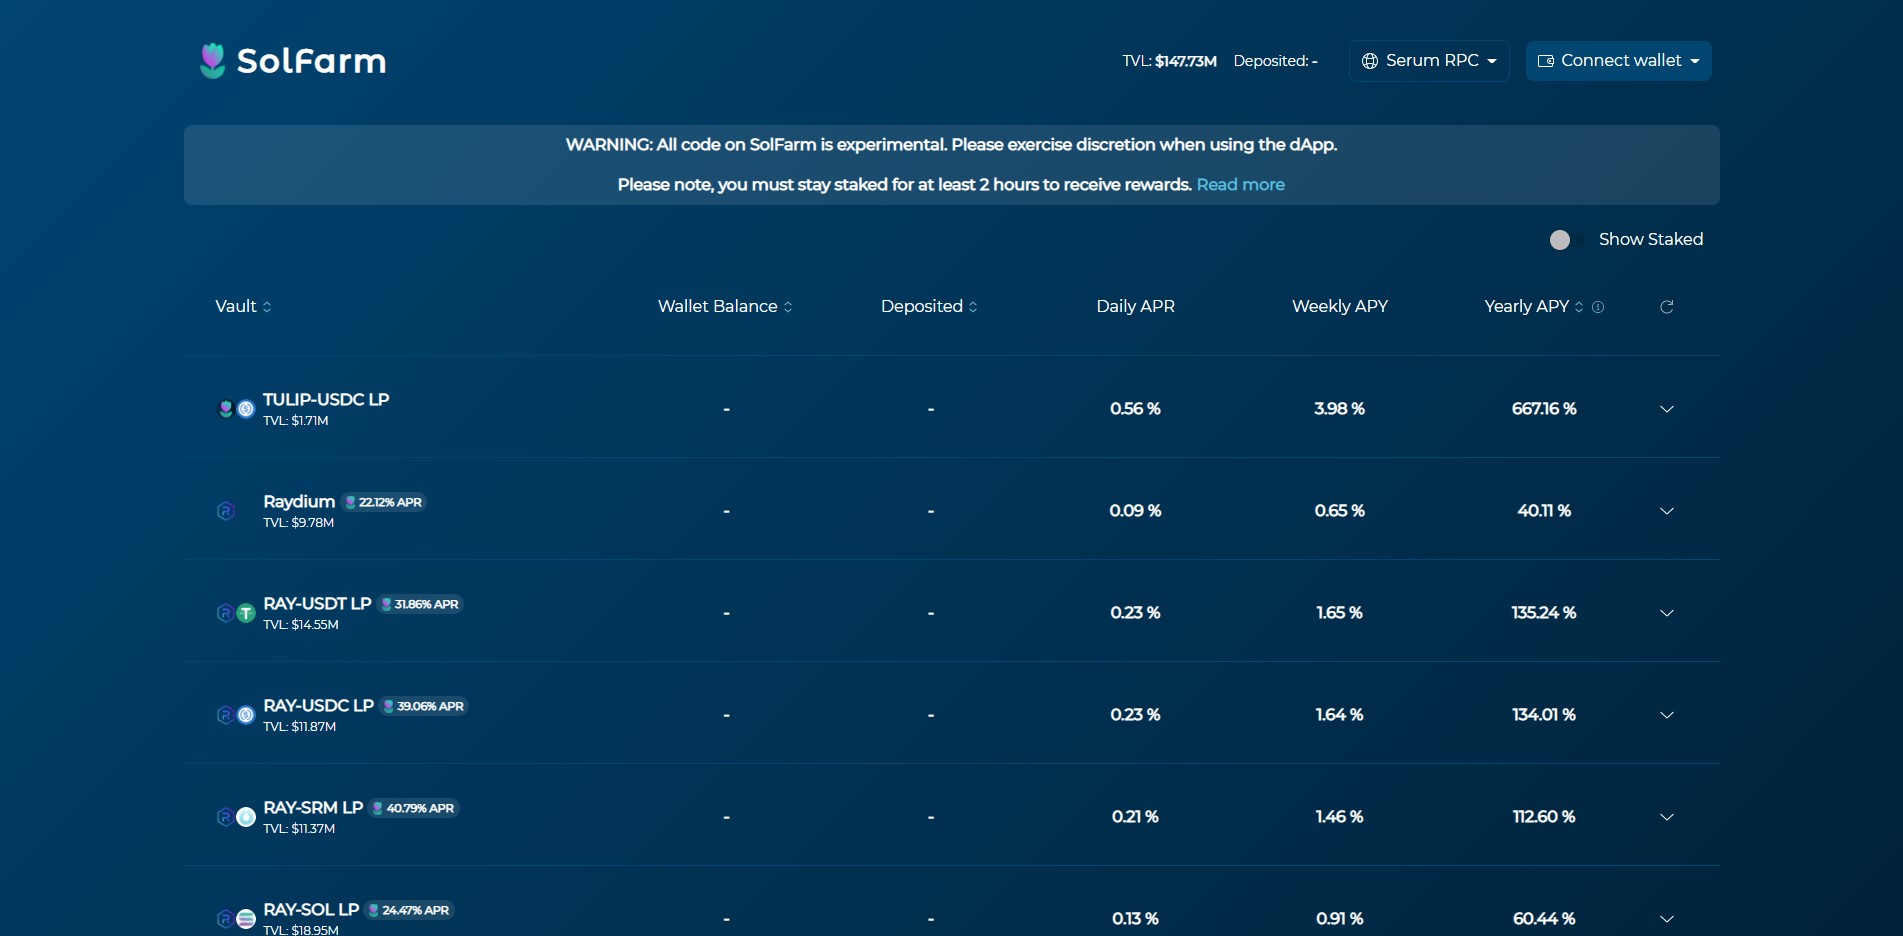 SolFarm
TVL: $147.73M Deposited: - Serum RPC Connect wallet
WARNING: All code on SolFarm is experimental. Please exercise discretion when using the dApp.
Please note, you must stay staked for at least 2 hours to receive rewards. Read more
Show Staked
Vault Wallet Balance Deposited Daily APR Weekly APY Yearly APY
TULIP-USDC LP
TVL: $1.71M
- - 0.56 % 3.98 % 667.16 %
Raydium 22.12% APR
TVL: $9.78M
- - 0.09 % 0.65 % 40.11 %
RAY-USDT LP 31.86% APR
TVL: $14.55M
- - 0.23 % 1.65 % 135.24 %
RAY-USDC LP 39.06% APR
TVL: $11.87M
- - 0.23 % 1.64 % 134.01 %
RAY-SRM LP 40.79% APR
TVL: $11.37M
- - 0.21 % 1.46 % 112.60 %
RAY-SOL LP 24.47% APR
TVL: $18.95M
- - 0.13 % 0.91 % 60.44 %